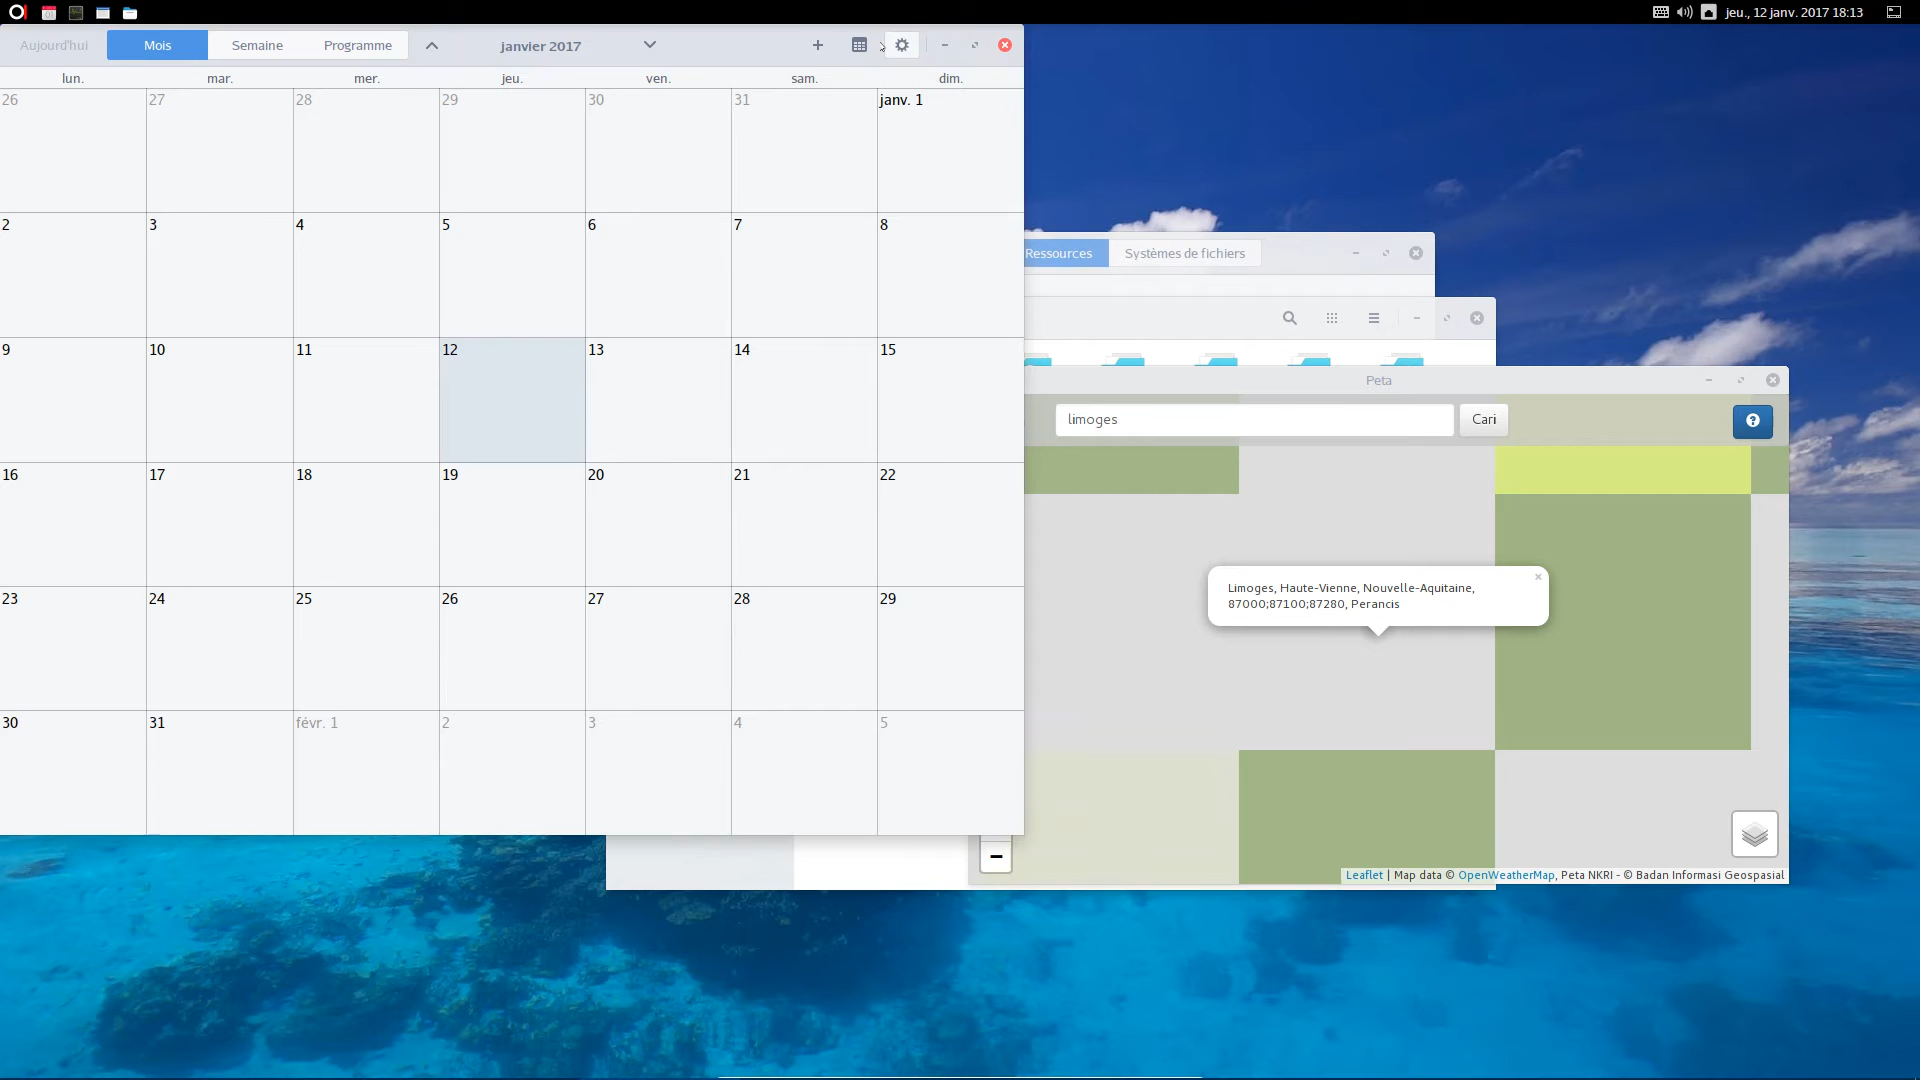 jeu., 12 janv. 2017 18:13
Aujourd'hui
Mois
Semaine
Programme
janvier 2017
lun. mar. mer. jeu. ven. sam. dim.
26 27 28 29 30 31 janv. 1
2 3 4 5 6 7 8
9 10 11 12 13 14 15
16 17 18 19 20 21 22
23 24 25 26 27 28 29
30 31 févr. 1 2 3 4 5
Ressources
Systèmes de fichiers
Peta
limoges
Cari
Limoges, Haute-Vienne, Nouvelle-Aquitaine,
87000;87100;87280, Perancis
Leaflet | Map data © OpenWeatherMap, Peta NKRI - © Badan Informasi Geospasial